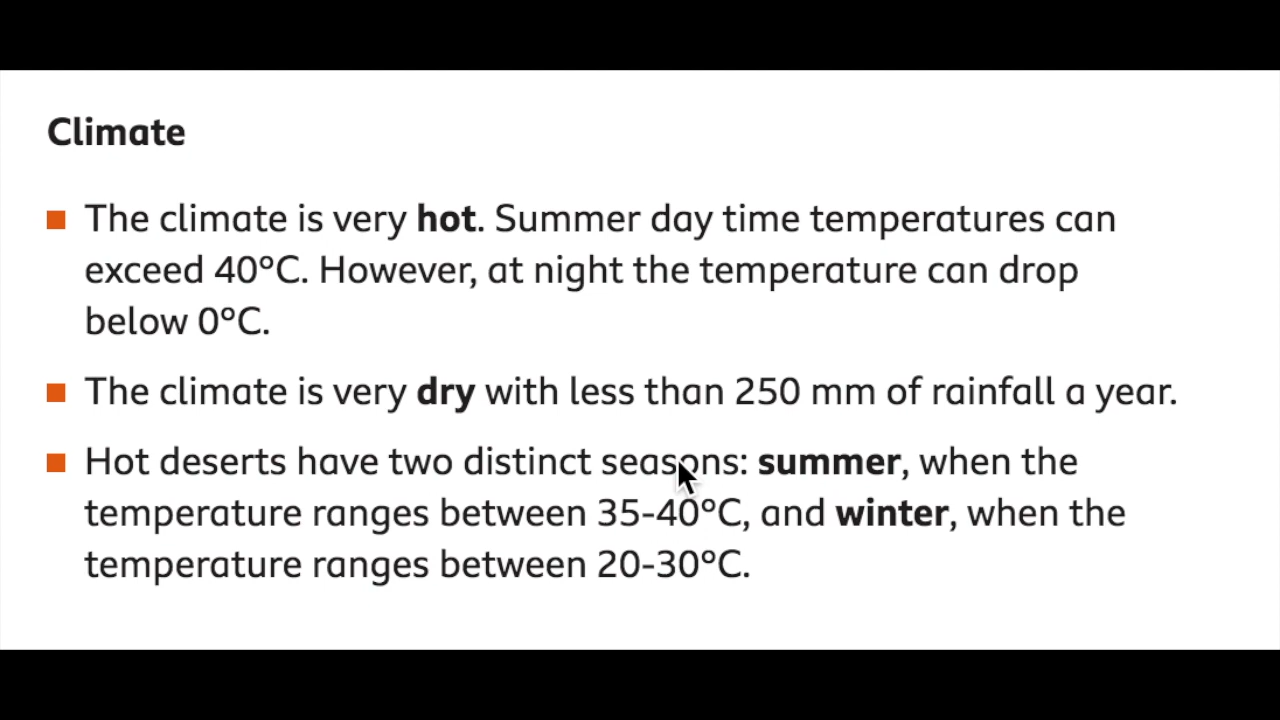 Climate
The climate is very hot. Summer day time temperatures can
exceed 40°C. However, at night the temperature can drop
below 0°C.
The climate is very dry with less than 250 mm of rainfall a year.
Hot deserts have two distinct seasons: summer, when the
temperature ranges between 35-40°C, and winter, when the
temperature ranges between 20-30°C.